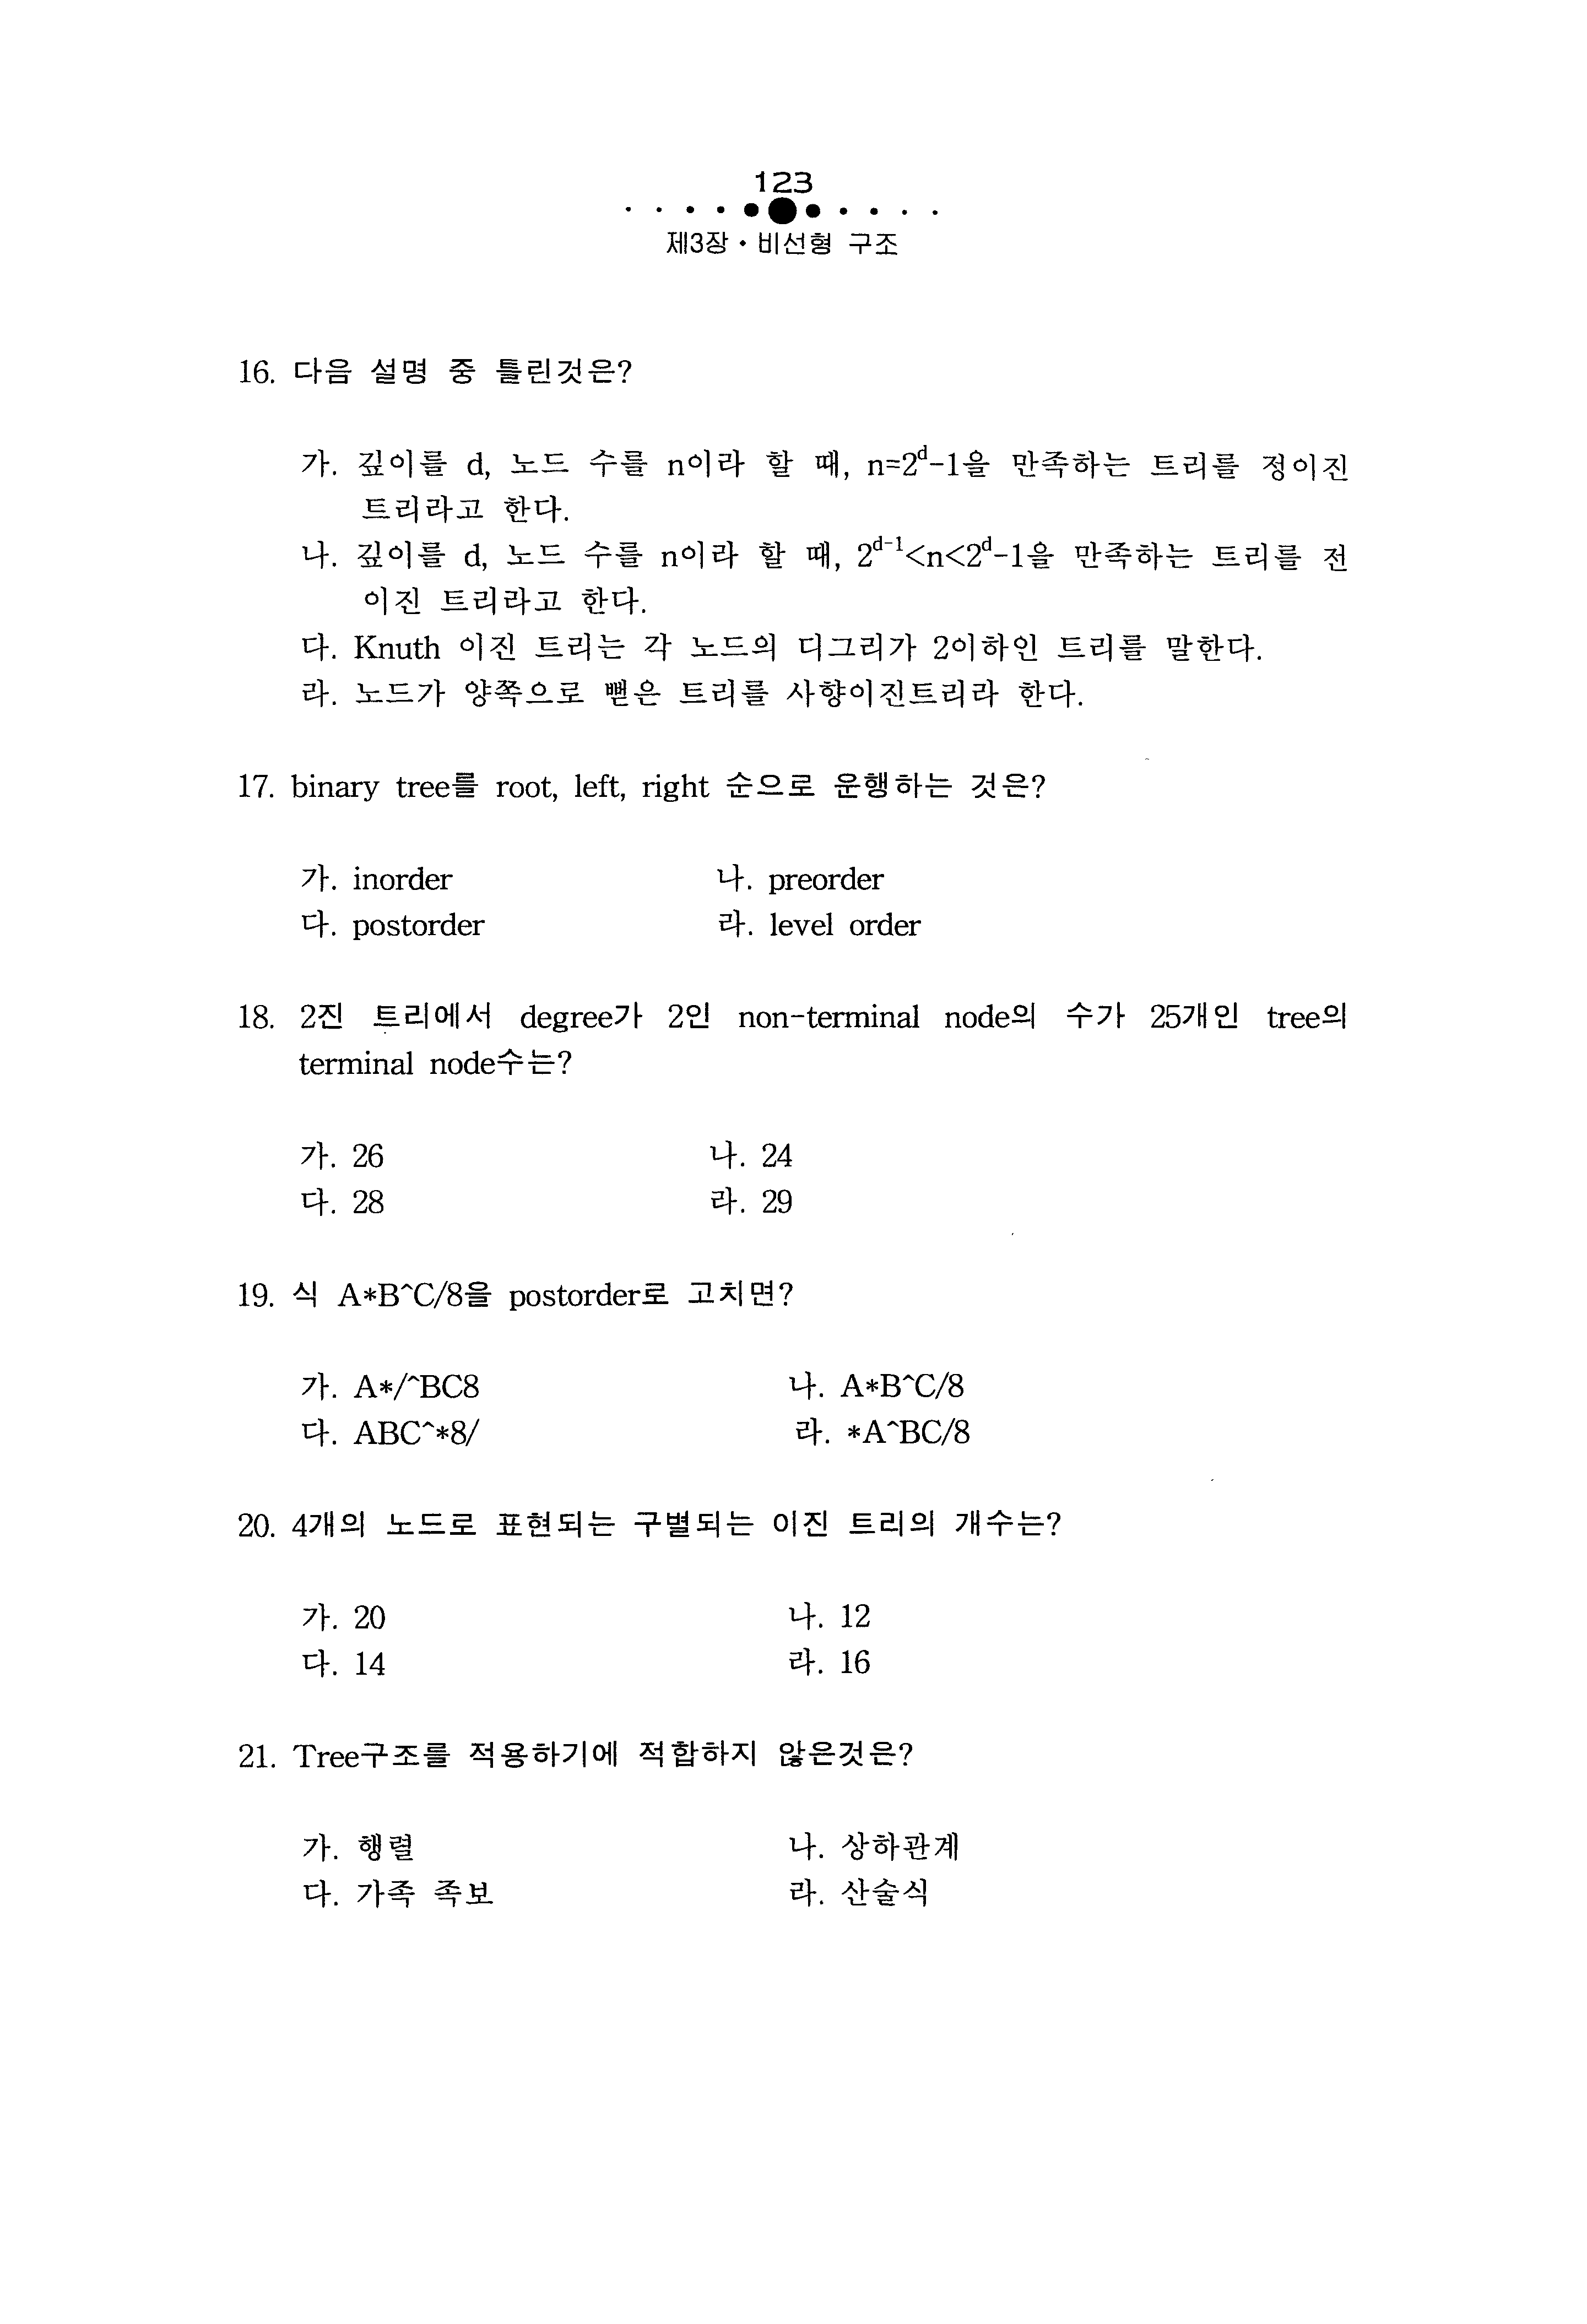 123
제3장 · 비선형 구조
16. 다음 설명 중 틀린것은?
가. 깊이를 d, 노드 수를 n이라 할 때, n=2^d-1을 만족하는 트리를 정이진
트리라고 한다.
나. 깊이를 d, 노드 수를 n이라 할 때, 2^d-1<n<2^d-1을 만족하는 트리를 전
이진 트리라고 한다.
다. Knuth 이진 트리는 각 노드의 디그리가 2이하인 트리를 말한다.
라. 노드가 양쪽으로 뻗은 트리를 사향이진트리라 한다.
17. binary tree를 root, left, right 순으로 운행하는 것은?
가. inorder 나. preorder
다. postorder 라. level order
18. 2진 트리에서 degree가 2인 non-terminal node의 수가 25개인 tree의
terminal node수는?
가. 26 나. 24
다. 28 라. 29
19. 식 A*B^C/8을 postorder로 고치면?
가. A*/^BC8 나. A*B^C/8
다. ABC^*8/ 라. *A^BC/8
20. 4개의 노드로 표현되는 구별되는 이진 트리의 개수는?
가. 20 나. 12
다. 14 라. 16
21. Tree구조를 적용하기에 적합하지 않은것은?
가. 행렬 나. 상하관계
다. 가족 족보 라. 산술식